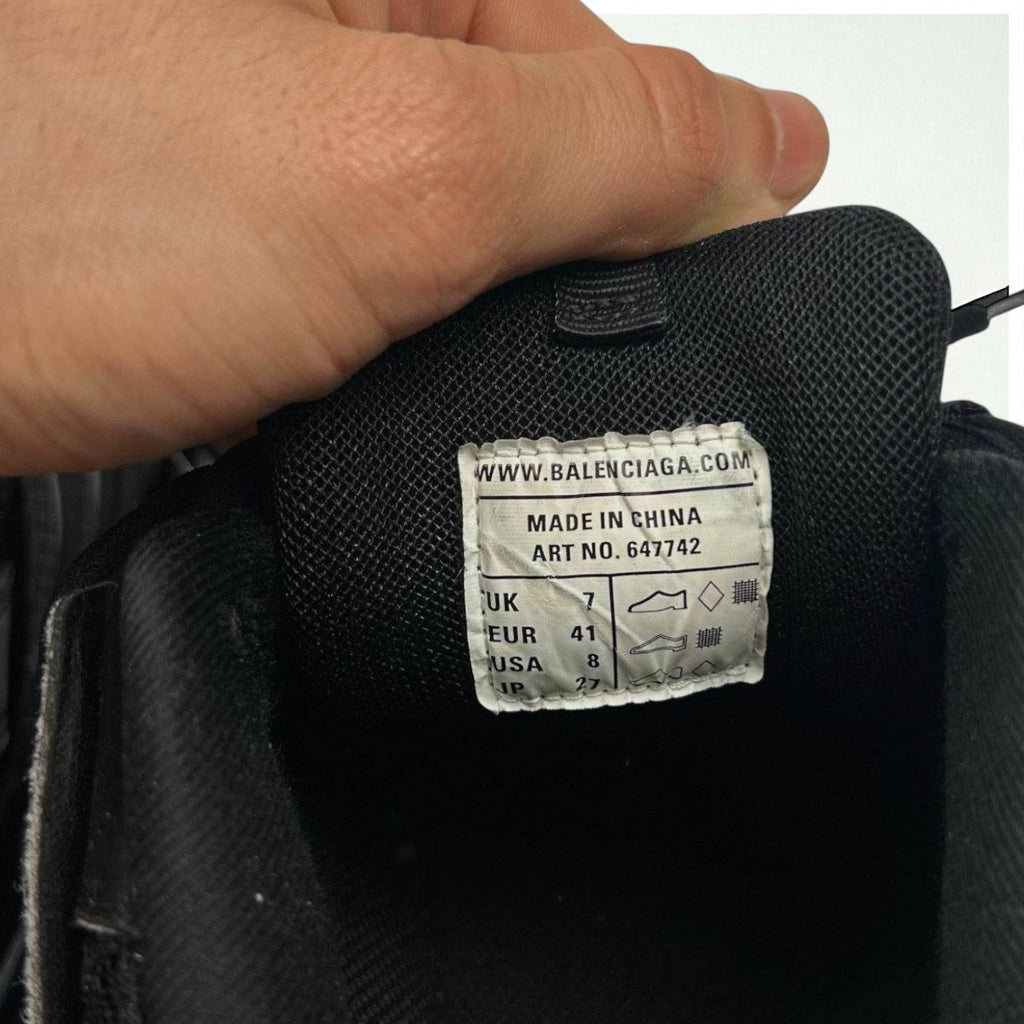 WWW.BALENCIAGA.COM
MADE IN CHINA
ART NO. 647742
UK 7
EUR 41
USA 8
JP 27